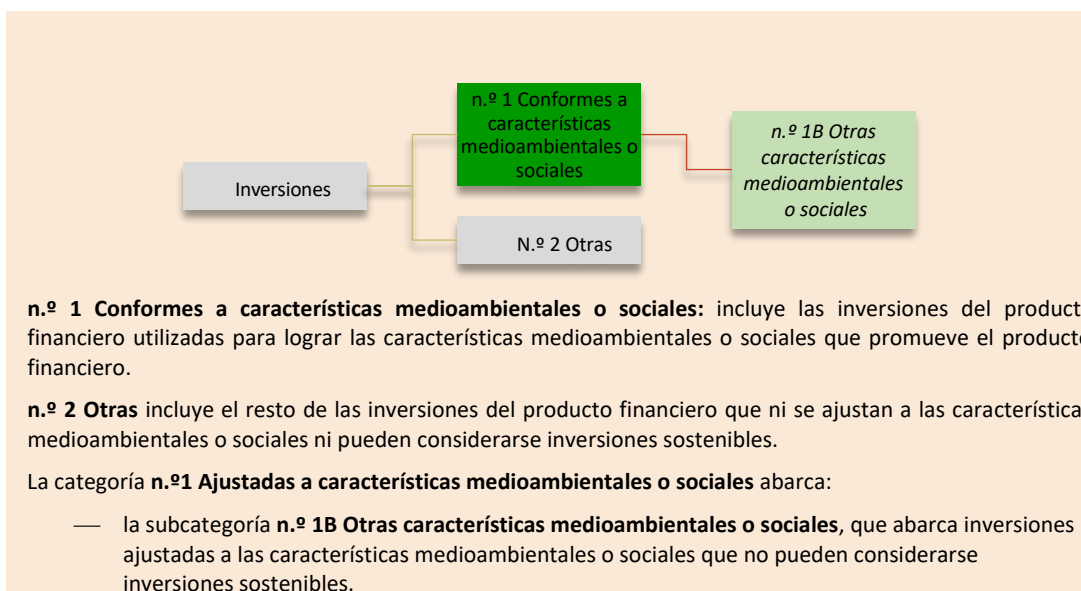 n.º 1 Conformes a
características
medioambientales o
sociales
n.º 1B Otras
características
medioambientales
o sociales
Inversiones
N.º 2 Otras
n.º 1 Conformes a características medioambientales o sociales: incluye las inversiones del product
financiero utilizadas para lograr las características medioambientales o sociales que promueve el producto
financiero.
n.º 2 Otras incluye el resto de las inversiones del producto financiero que ni se ajustan a las característica
medioambientales o sociales ni pueden considerarse inversiones sostenibles.
La categoría n.º1 Ajustadas a características medioambientales o sociales abarca:
— la subcategoría n.º 1B Otras características medioambientales o sociales, que abarca inversiones
ajustadas a las características medioambientales o sociales que no pueden considerarse
inversiones sostenibles.